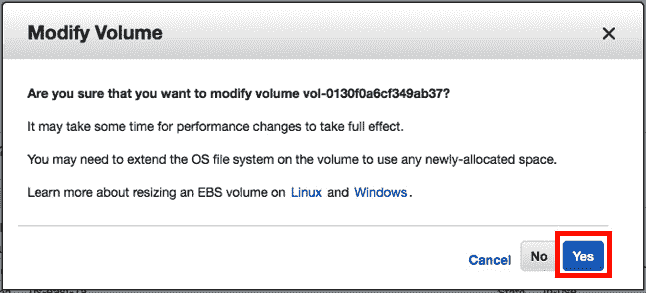 Modify Volume
Are you sure that you want to modify volume vol-0130f0a6cf349ab37?
It may take some time for performance changes to take full effect.
You may need to extend the OS file system on the volume to use any newly-allocated space.
Learn more about resizing an EBS volume on Linux and Windows.
Cancel No Yes